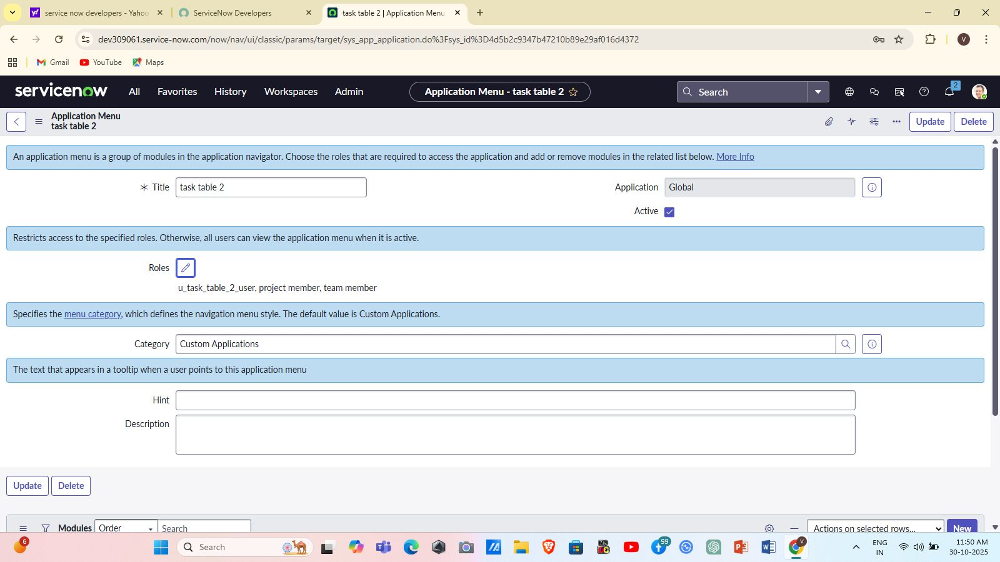 service now developers - Yahoo
ServiceNow Developers
task table 2 | Application Menu
dev309061.service-now.com/now/nav/ui/classic/params/target/sys_app_application.do%3Fsys_id%3D4d5b2c9347b47210b89e29af016d4372
V
Gmail
YouTube
Maps
servicenow
All
Favorites
History
Workspaces
Admin
Application Menu - task table 2
Search
2
Application Menu
task table 2
Update
Delete
An application menu is a group of modules in the application navigator. Choose the roles that are required to access the application and add or remove modules in the related list below. More Info
Title
task table 2
Application
Global
Active
Restricts access to the specified roles. Otherwise, all users can view the application menu when it is active.
Roles
u_task_table_2_user, project member, team member
Specifies the menu category, which defines the navigation menu style. The default value is Custom Applications.
Category
Custom Applications
The text that appears in a tooltip when a user points to this application menu
Hint
Description
Update
Delete
Modules
Order
Search
Actions on selected rows...
New
6
Search
99
V
ENG
IN
11:50 AM
30-10-2025